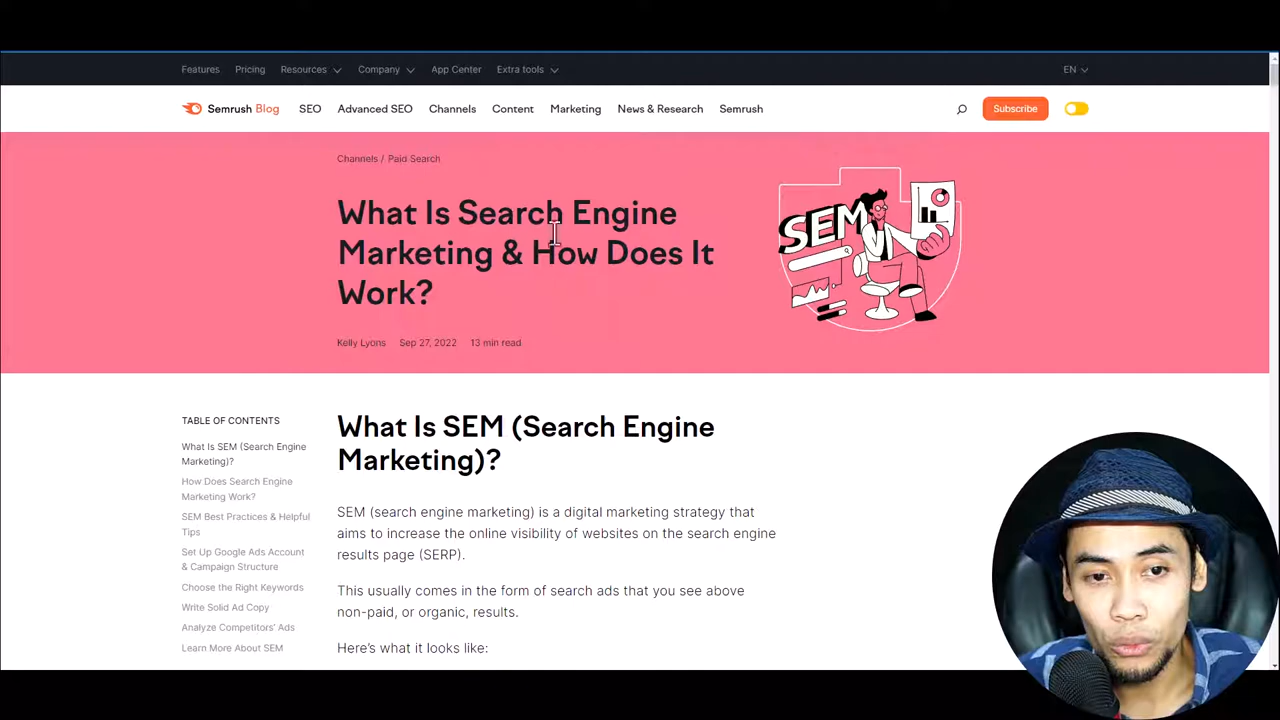 Features Pricing Resources Company App Center Extra tools EN
Semrush Blog SEO Advanced SEO Channels Content Marketing News & Research Semrush Subscribe
Channels / Paid Search
What Is Search Engine
Marketing & How Does It
Work?
SEM
Kelly Lyons Sep 27, 2022 13 min read
TABLE OF CONTENTS
What Is SEM (Search Engine
Marketing)?
How Does Search Engine
Marketing Work?
SEM Best Practices & Helpful
Tips
Set Up Google Ads Account
& Campaign Structure
Choose the Right Keywords
Write Solid Ad Copy
Analyze Competitors' Ads
Learn More About SEM
What Is SEM (Search Engine
Marketing)?
SEM (search engine marketing) is a digital marketing strategy that
aims to increase the online visibility of websites on the search engine
results page (SERP).
This usually comes in the form of search ads that you see above
non-paid, or organic, results.
Here's what it looks like: